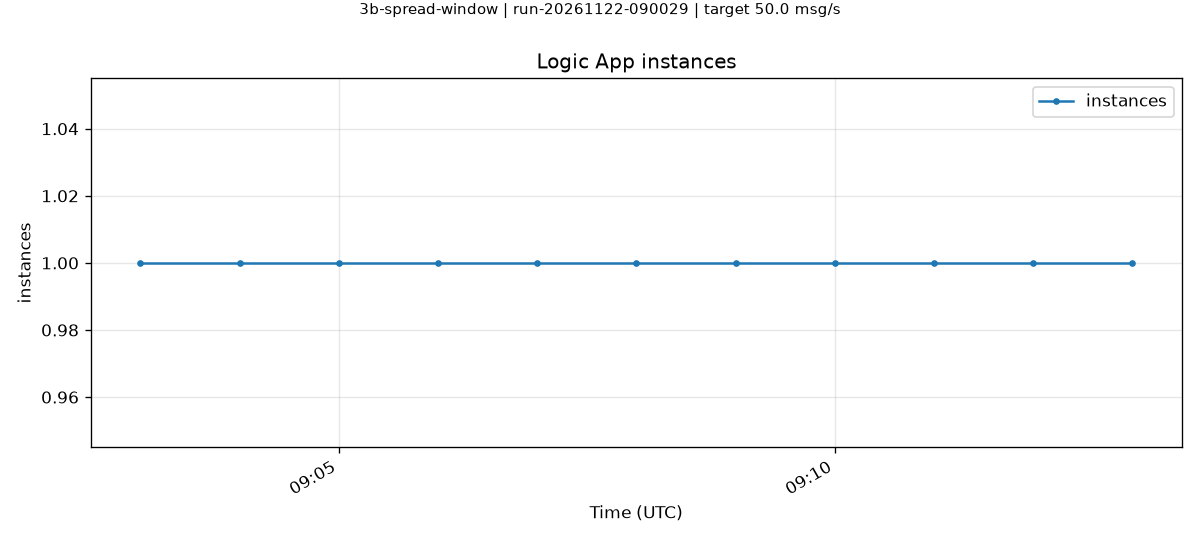 3b-spread-window | run-20261122-090029 | target 50.0 msg/s
Logic App instances
instances
1.04
1.02
1.00
0.98
0.96
instances
09:05
09:10
Time (UTC)